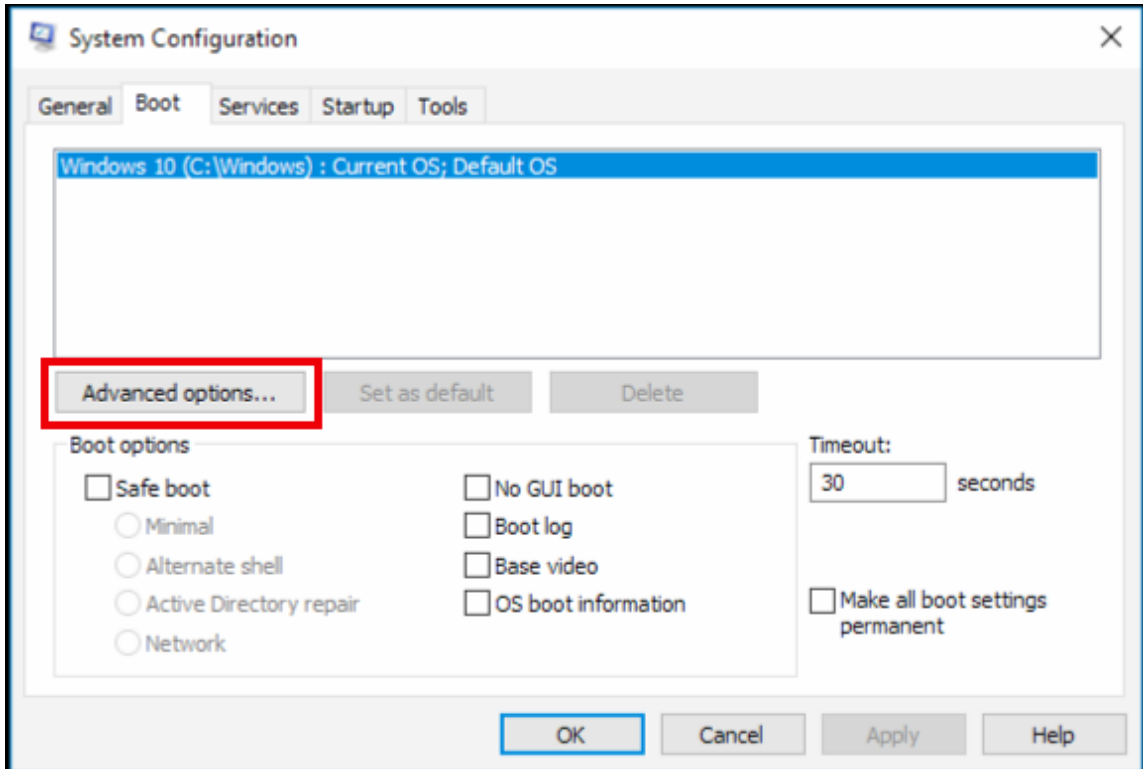 System Configuration
General Boot Services Startup Tools
Windows 10 (C:\Windows) : Current OS; Default OS
Advanced options... Set as default Delete
Boot options
Safe boot
Minimal
Alternate shell
Active Directory repair
Network
No GUI boot
Boot log
Base video
OS boot information
Timeout:
30 seconds
Make all boot settings
permanent
OK Cancel Apply Help